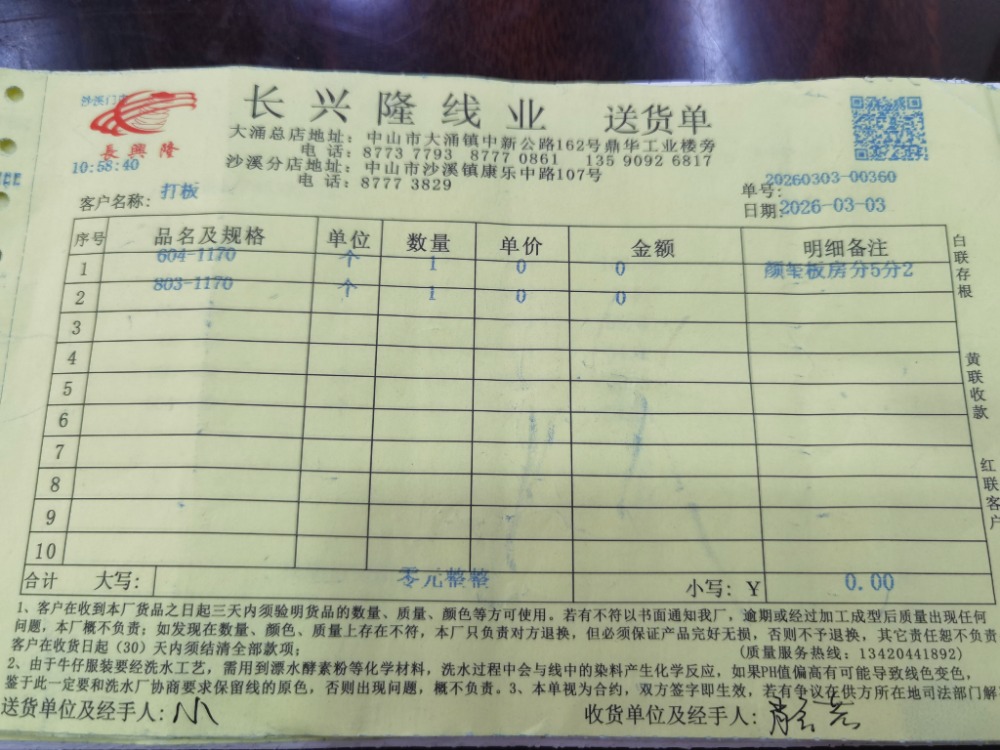 沙溪门
長興隆
10:58:40
长兴隆线业 送货单
大涌总店地址：中山市大涌镇中新公路162号鼎华工业楼旁
电话：8773 7793 8777 0861 135 9092 6817
沙溪分店地址：中山市沙溪镇康乐中路107号
电话：8777 3829
客户名称：打板
单号：20260303-00360
日期：2026-03-03
序号 品名及规格 单位 数量 单价 金额 明细备注
1 604-1170 个 1 0 0 板房分5分2
2 803-1170 个 1 0 0
3
4
5
6
7
8
9
10
合计 大写： 零元整整 小写：Y 0.00
白联存根
黄联收款
红联客户
1、客户在收到本厂货品之日起三天内须验明货品的数量、质量、颜色等方可使用。若有不符以书面通知我厂，逾期或经过加工成型后质量出现任何
问题，本厂概不负责；如发现在数量、颜色、质量上存在不符，本厂只负责对方退换，但必须保证产品完好无损，否则不予退换，其它责任恕不负责
客户在收货日起（30）天内须结清全部款项； (质量服务热线：13420441892)
2、由于牛仔服装要经洗水工艺，需用到漂水酵素粉等化学材料，洗水过程中会与线中的染料产生化学反应，如果PH值偏高有可能导致线色变色，
鉴于此一定要和洗水厂协商要求保留线的原色，否则出现问题，概不负责。3、本单视为合约，双方签字即生效，若有争议在供方所在地司法部门解
送货单位及经手人：小
收货单位及经手人：